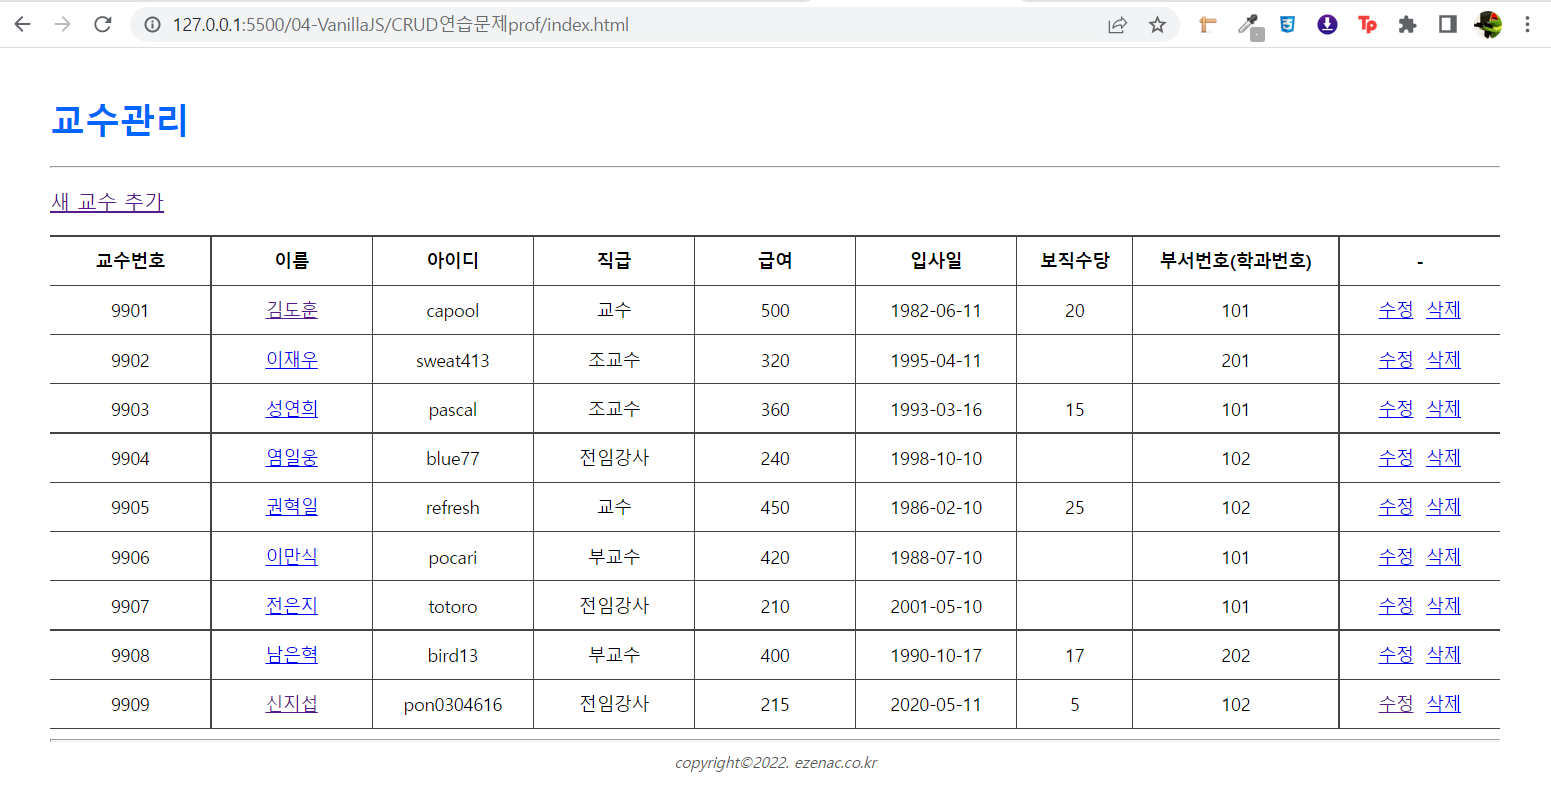 127.0.0.1:5500/04-VanillaJS/CRUD연습문제prof/index.html
교수관리
새 교수 추가
교수번호 이름 아이디 직급 급여 입사일 보직수당 부서번호(학과번호) -
9901 김도훈 capool 교수 500 1982-06-11 20 101 수정 삭제
9902 이재우 sweat413 조교수 320 1995-04-11 201 수정 삭제
9903 성연희 pascal 조교수 360 1993-03-16 15 101 수정 삭제
9904 염일웅 blue77 전임강사 240 1998-10-10 102 수정 삭제
9905 권혁일 refresh 교수 450 1986-02-10 25 102 수정 삭제
9906 이만식 pocari 부교수 420 1988-07-10 101 수정 삭제
9907 전은지 totoro 전임강사 210 2001-05-10 101 수정 삭제
9908 남은혁 bird13 부교수 400 1990-10-17 17 202 수정 삭제
9909 신지섭 pon0304616 전임강사 215 2020-05-11 5 102 수정 삭제
copyright©2022. ezenac.co.kr